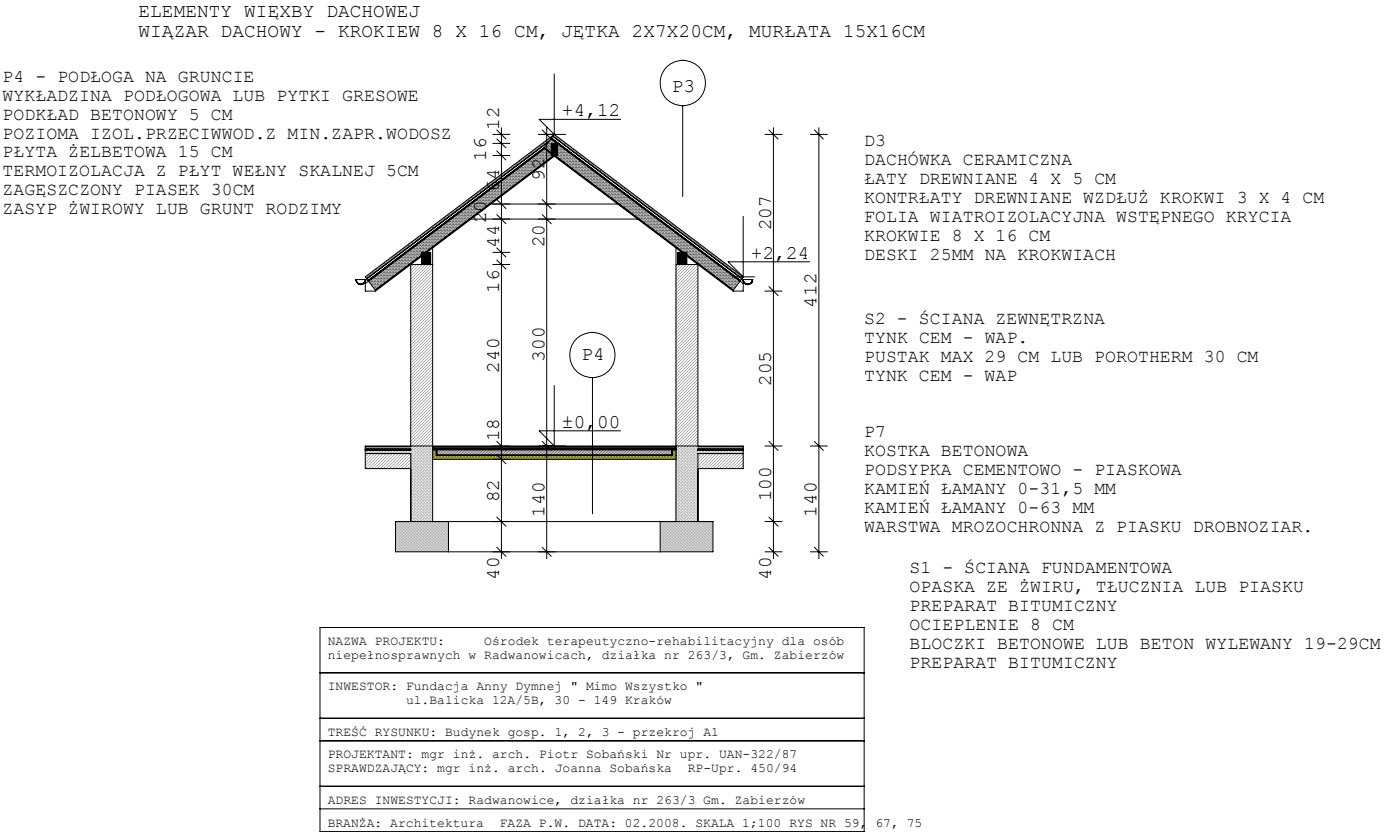 ELEMENTY WIĘXBY DACHOWEJ
WIĄZAR DACHOWY - KROKIEW 8 X 16 CM, JĘTKA 2X7X20CM, MURŁATA 15X16CM
P4 - PODŁOGA NA GRUNCIE
WYKŁADZINA PODŁOGOWA LUB PYTKI GRESOWE
PODKŁAD BETONOWY 5 CM
POZIOMA IZOL.PRZECIWWOD.Z MIN.ZAPR.WODOSZ
PŁYTA ŻELBETOWA 15 CM
TERMOIZOLACJA Z PŁYT WEŁNY SKALNEJ 5CM
ZAGĘSZCZONY PIASEK 30CM
ZASYP ŻWIROWY LUB GRUNT RODZIMY
P3
+4,12
12
16
64
92
20
44
20
16
240
300
18
82
140
40
+2,24
P4
±0,00
207
412
205
100
140
40
D3
DACHÓWKA CERAMICZNA
ŁATY DREWNIANE 4 X 5 CM
KONTRŁATY DREWNIANE WZDŁUŻ KROKWI 3 X 4 CM
FOLIA WIATROIZOLACYJNA WSTĘPNEGO KRYCIA
KROKWIE 8 X 16 CM
DESKI 25MM NA KROKWIACH
S2 - ŚCIANA ZEWNĘTRZNA
TYNK CEM - WAP.
PUSTAK MAX 29 CM LUB POROTHERM 30 CM
TYNK CEM - WAP
P7
KOSTKA BETONOWA
PODSYPKA CEMENTOWO - PIASKOWA
KAMIEŃ ŁAMANY 0-31,5 MM
KAMIEŃ ŁAMANY 0-63 MM
WARSTWA MROZOCHRONNA Z PIASKU DROBNOZIAR.
S1 - ŚCIANA FUNDAMENTOWA
OPASKA ZE ŻWIRU, TŁUCZNIA LUB PIASKU
PREPARAT BITUMICZNY
OCIEPLENIE 8 CM
BLOCZKI BETONOWE LUB BETON WYLEWANY 19-29CM
PREPARAT BITUMICZNY
NAZWA PROJEKTU: Ośrodek terapeutyczno-rehabilitacyjny dla osób
niepełnosprawnych w Radwanowicach, działka nr 263/3, Gm. Zabierzów
INWESTOR: Fundacja Anny Dymnej " Mimo Wszystko "
ul.Balicka 12A/5B, 30 - 149 Kraków
TREŚĆ RYSUNKU: Budynek gosp. 1, 2, 3 - przekroj A1
PROJEKTANT: mgr inż. arch. Piotr Sobański Nr upr. UAN-322/87
SPRAWDZAJĄCY: mgr inż. arch. Joanna Sobańska RP-Upr. 450/94
ADRES INWESTYCJI: Radwanowice, działka nr 263/3 Gm. Zabierzów
BRANŻA: Architektura FAZA P.W. DATA: 02.2008. SKALA 1;100 RYS NR 59, 67, 75